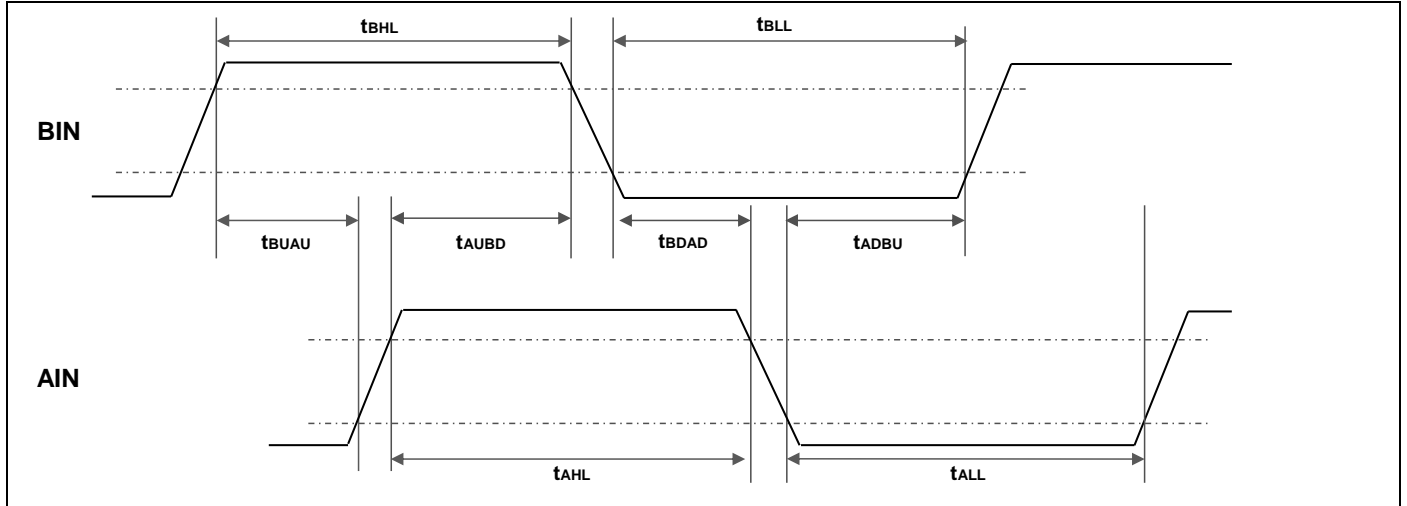 tBHL
tBLL
BIN
tBUAU
tAUBD
tBDAD
tADBU
AIN
tAHL
tALL